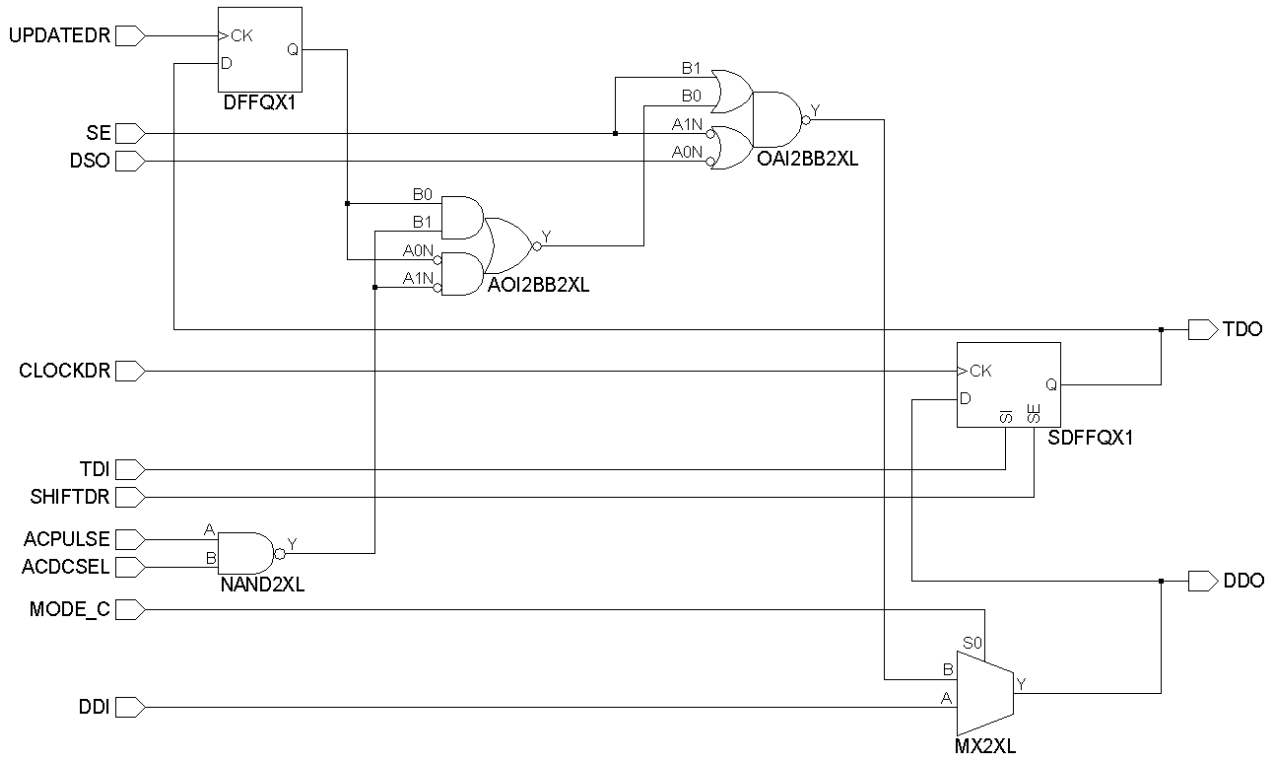 UPDATEDR
CK
Q
D
DFFQX1
B1
B0
Y
SE
A1N
DSO
A0N
OAI2BB2XL
B0
B1
Y
A0N
A1N
AOI2BB2XL
TDO
CLOCKDR
CK
Q
D
SI
SE
SDFFQX1
TDI
SHIFTDR
ACPULSE
A
Y
ACDCSEL
B
NAND2XL
DDO
MODE_C
S0
B
Y
DDI
A
MX2XL